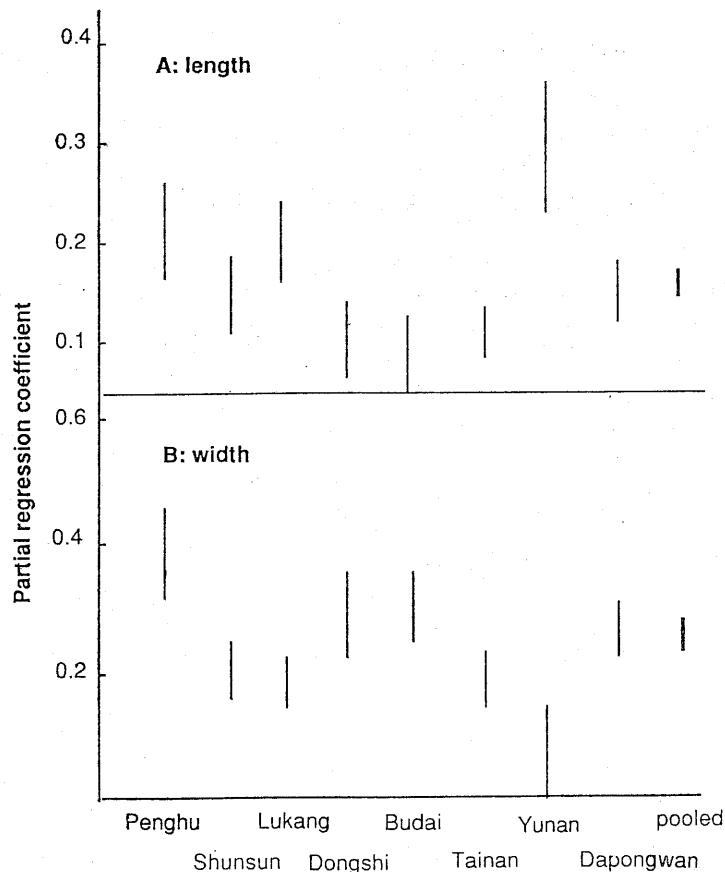 0.4
A: length
0.3
0.2
0.1
Partial regression coefficient
0.6
B: width
0.4
0.2
Penghu Lukang Budai Yunan pooled
Shunsun Dongshi Tainan Dapongwan